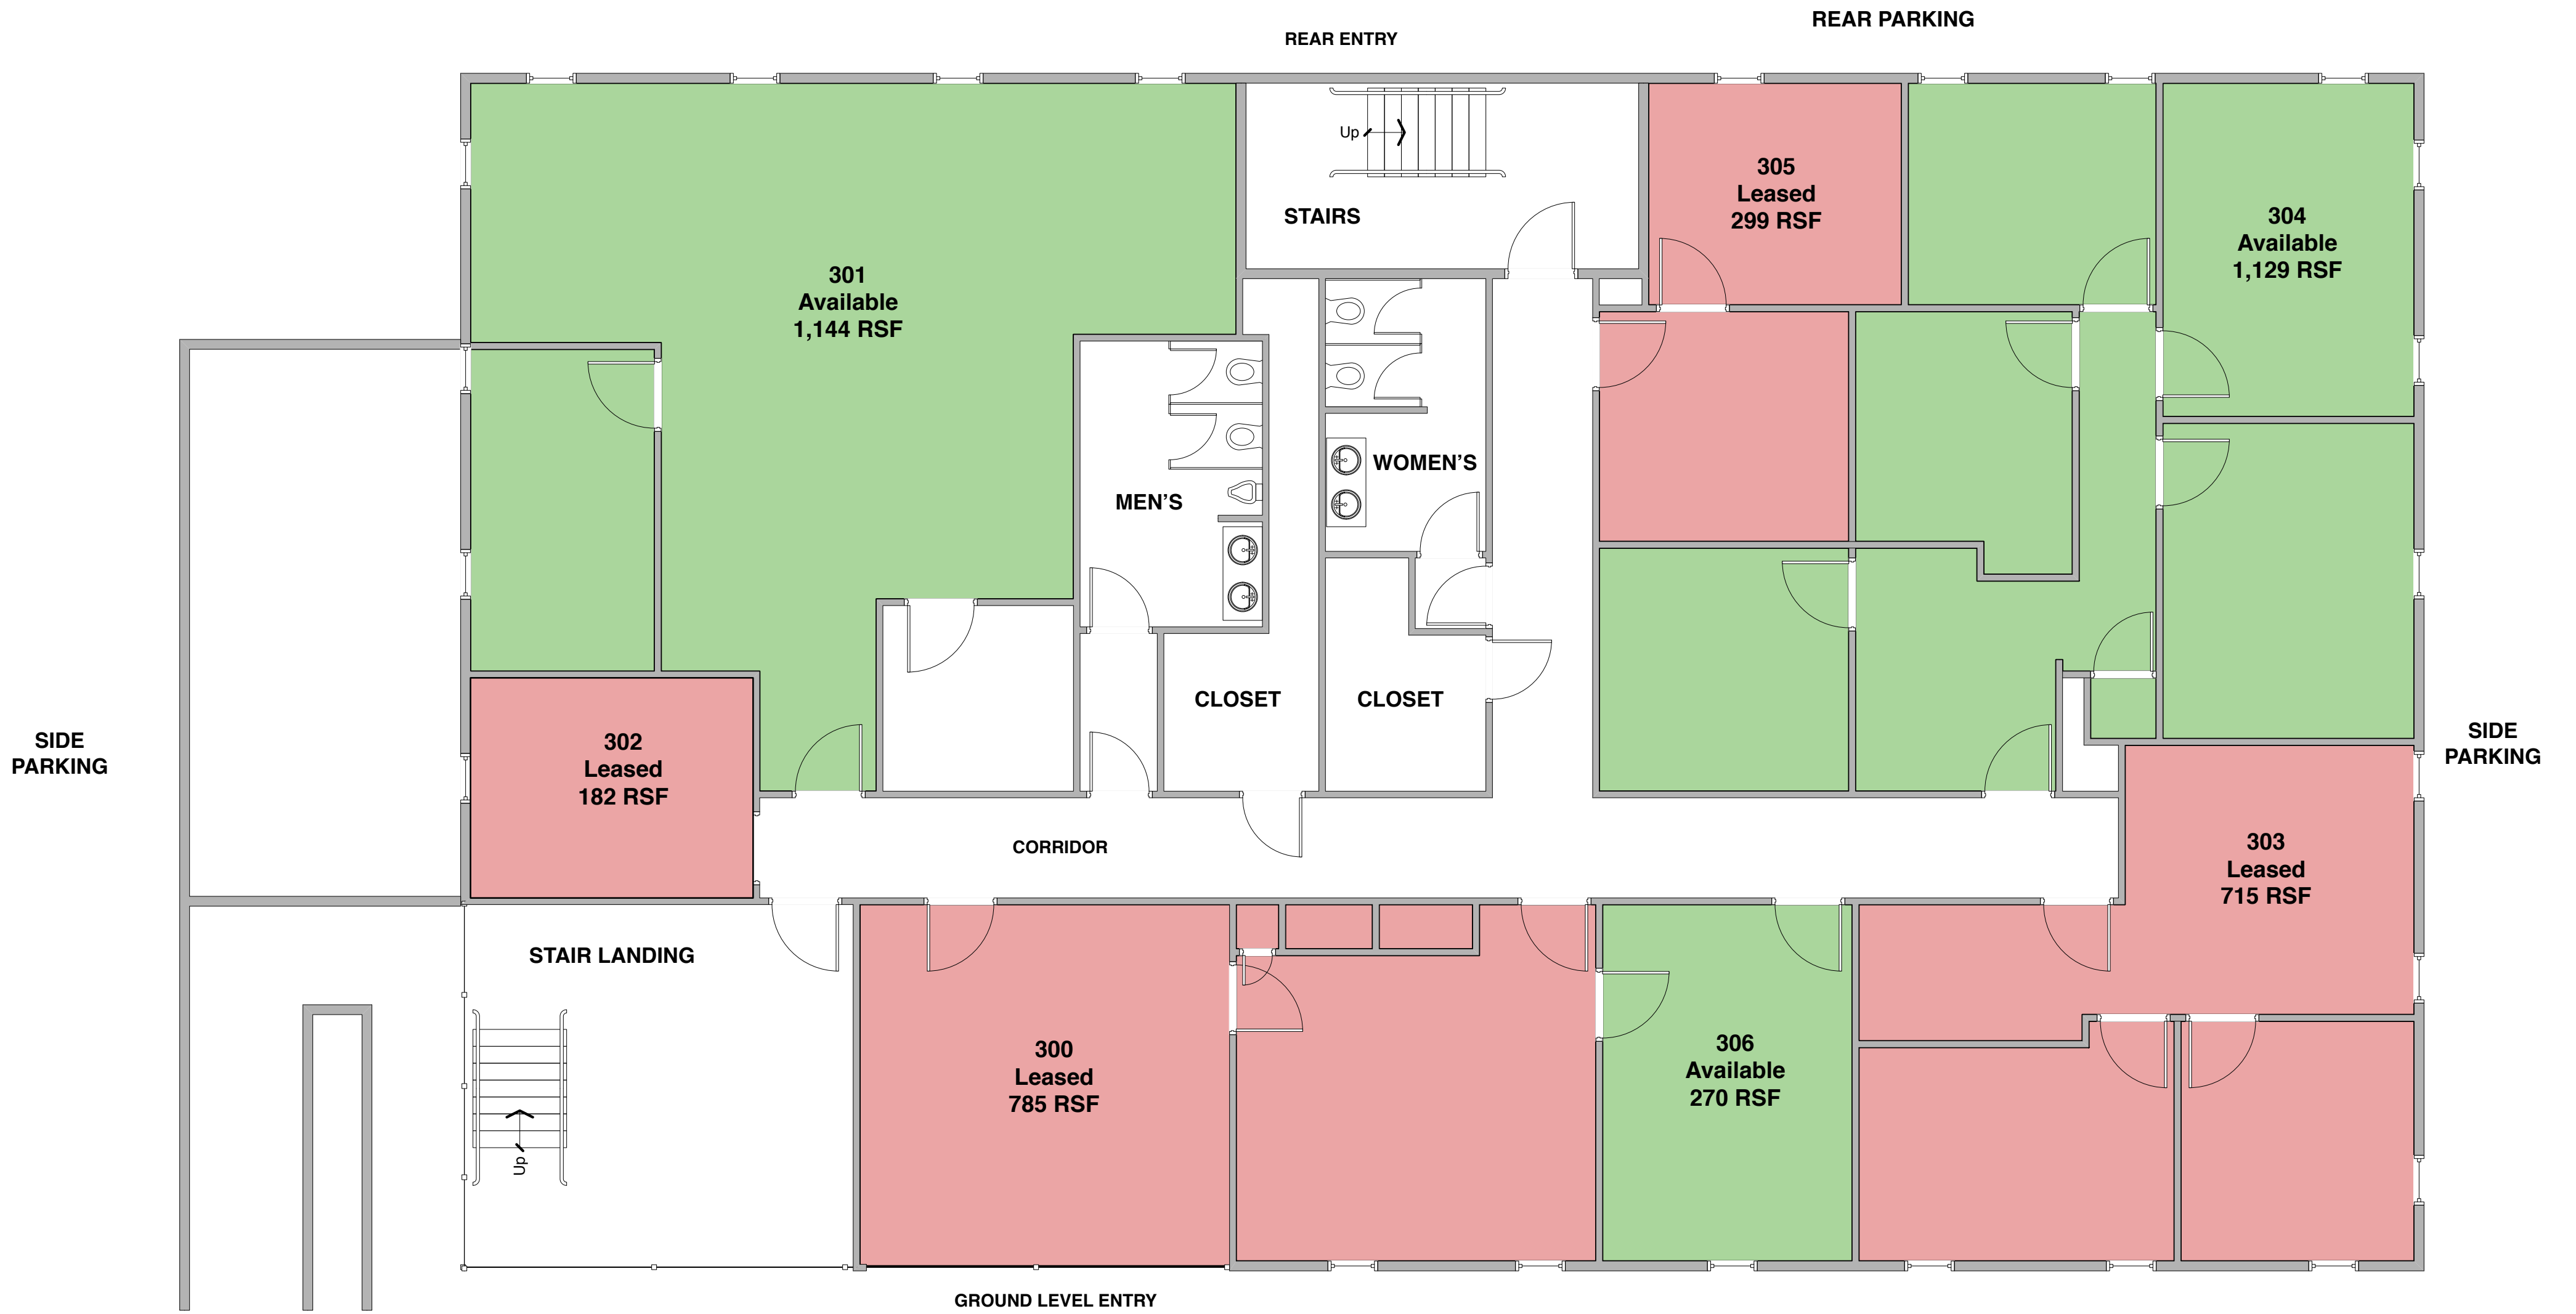 REAR PARKING
REAR ENTRY
Up
STAIRS
305
Leased
299 RSF
304
Available
1,129 RSF
301
Available
1,144 RSF
WOMEN'S
MEN'S
CLOSET
CLOSET
SIDE
PARKING
302
Leased
182 RSF
SIDE
PARKING
CORRIDOR
303
Leased
715 RSF
STAIR LANDING
300
Leased
785 RSF
306
Available
270 RSF
Up
GROUND LEVEL ENTRY